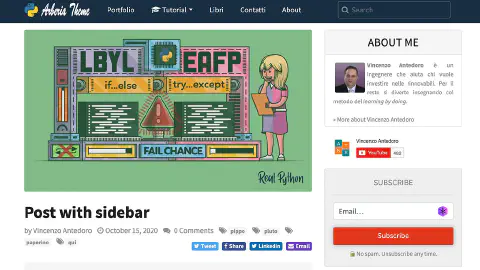 Arberia Theme
Portfolio
Tutorial
Libri
Contatti
About
Search
LBYL
EAFP
if...else
try...except
FAIL CHANCE
Real Python
Post with sidebar
by Vincenzo Antedoro October 15, 2020 0 Comments pippo pluto
paperino qui
Tweet Share LinkedIn Email
ABOUT ME
Vincenzo Antedoro è un
ingegnere che aiuta chi vuole
investire nelle rinnovabili. Per il
resto si diverte insegnando col
metodo del learning by doing.
» More about Vincenzo Antedoro
Vincenzo Antedoro
YouTube
SUBSCRIBE
Email...
Subscribe
No spam. Unsubscribe any time.